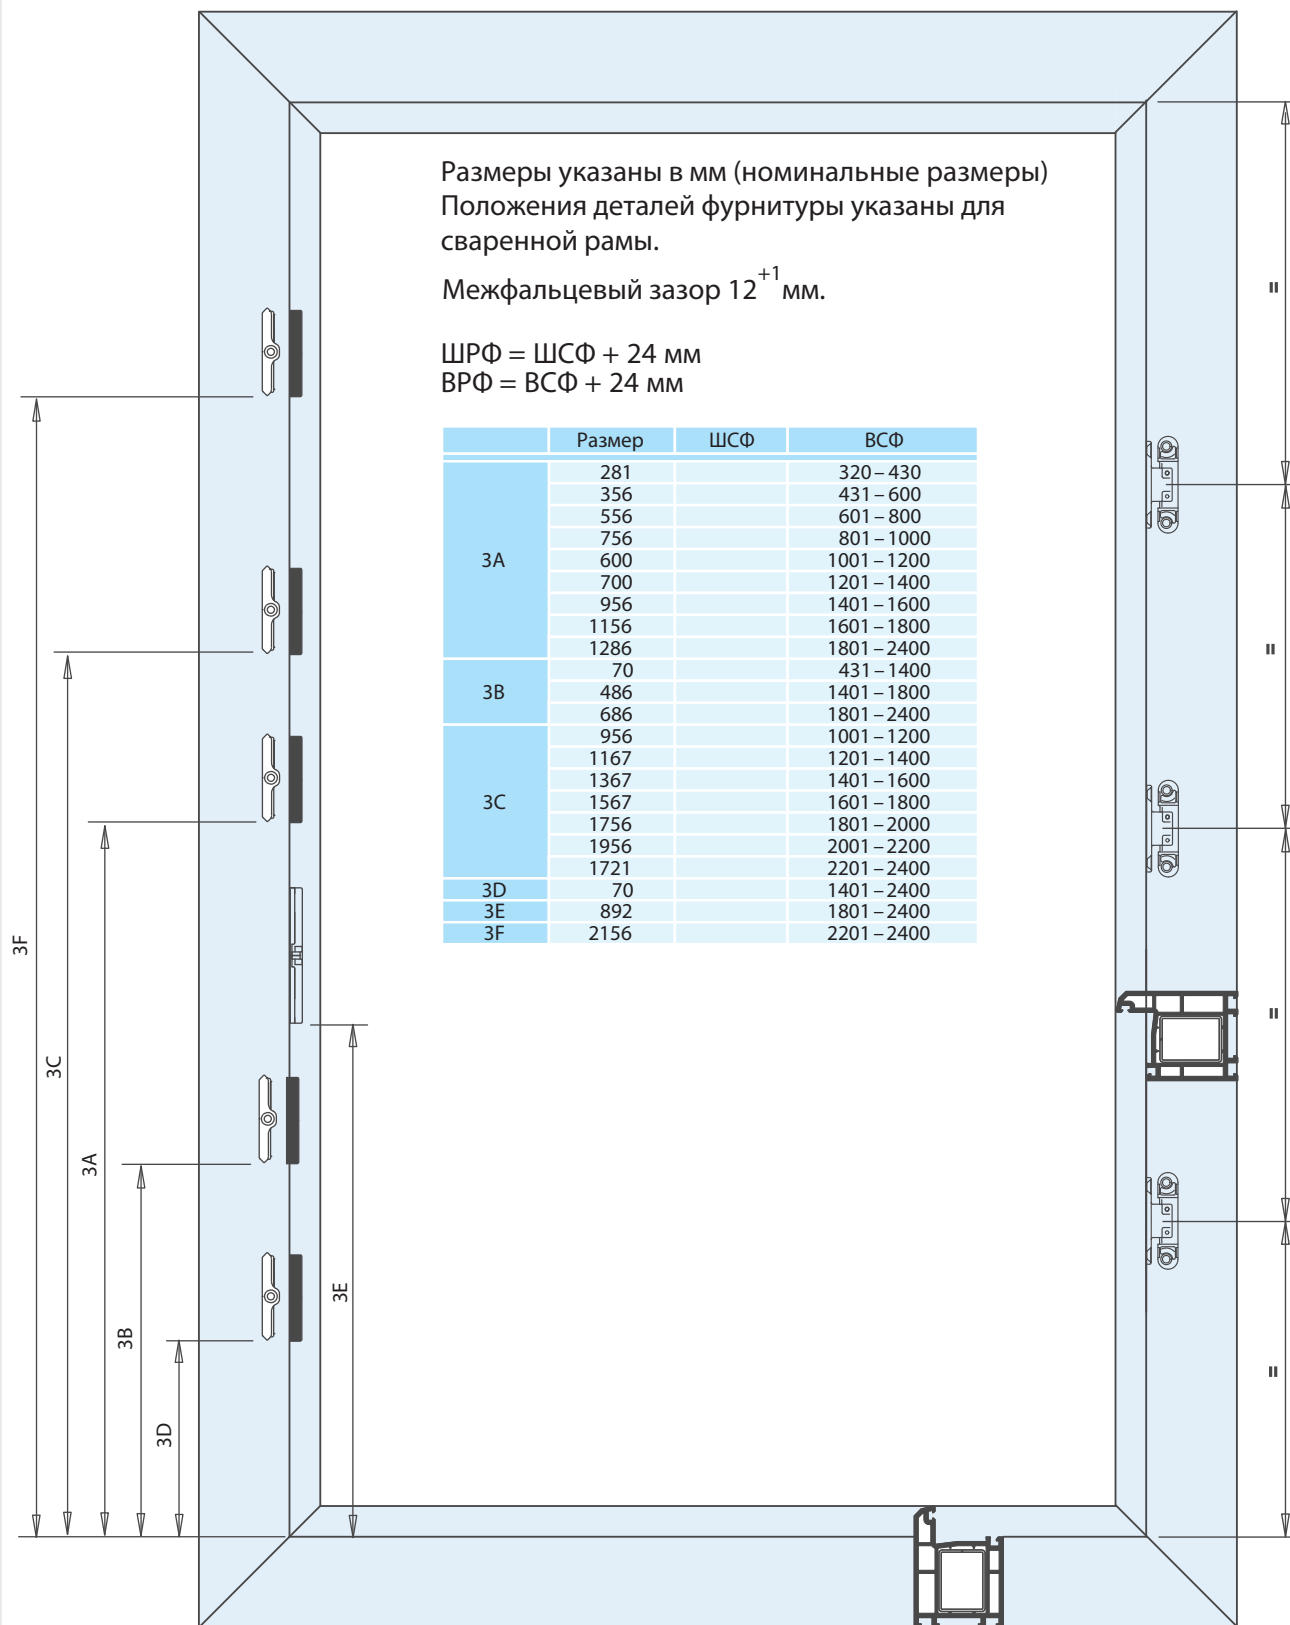 Размеры указаны в мм (номинальные размеры)
Положения деталей фурнитуры указаны для
сваренной рамы.
Межфальцевый зазор 12+1 мм.
ШРФ = ШСФ + 24 мм
ВРФ = ВСФ + 24 мм
Размер ШСФ ВСФ
3A
281 320 – 430
356 431 – 600
556 601 – 800
756 801 – 1000
600 1001 – 1200
700 1201 – 1400
956 1401 – 1600
1156 1601 – 1800
1286 1801 – 2400
3B
70 431 – 1400
486 1401 – 1800
686 1801 – 2400
3C
956 1001 – 1200
1167 1201 – 1400
1367 1401 – 1600
1567 1601 – 1800
1756 1801 – 2000
1956 2001 – 2200
1721 2201 – 2400
3D 70 1401 – 2400
3E 892 1801 – 2400
3F 2156 2201 – 2400
3F
3C
3A
3B
3D
3E
=
=
=
=